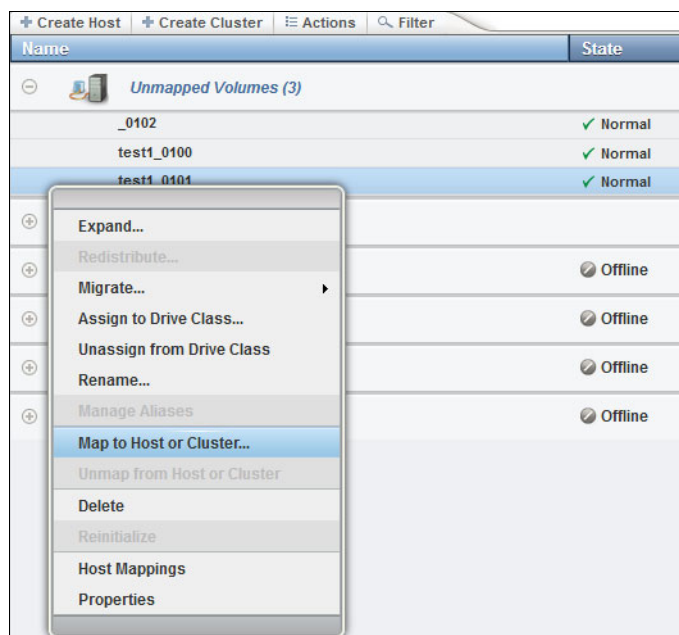 Create Host Create Cluster Actions Filter
Name State
Unmapped Volumes (3)
_0102 Normal
test1_0100 Normal
test1_0101 Normal
Expand...
Redistribute... Offline
Migrate...
Assign to Drive Class... Offline
Unassign from Drive Class
Rename... Offline
Manage Aliases Offline
Map to Host or Cluster...
Unmap from Host or Cluster
Delete
Reinitialize
Host Mappings
Properties